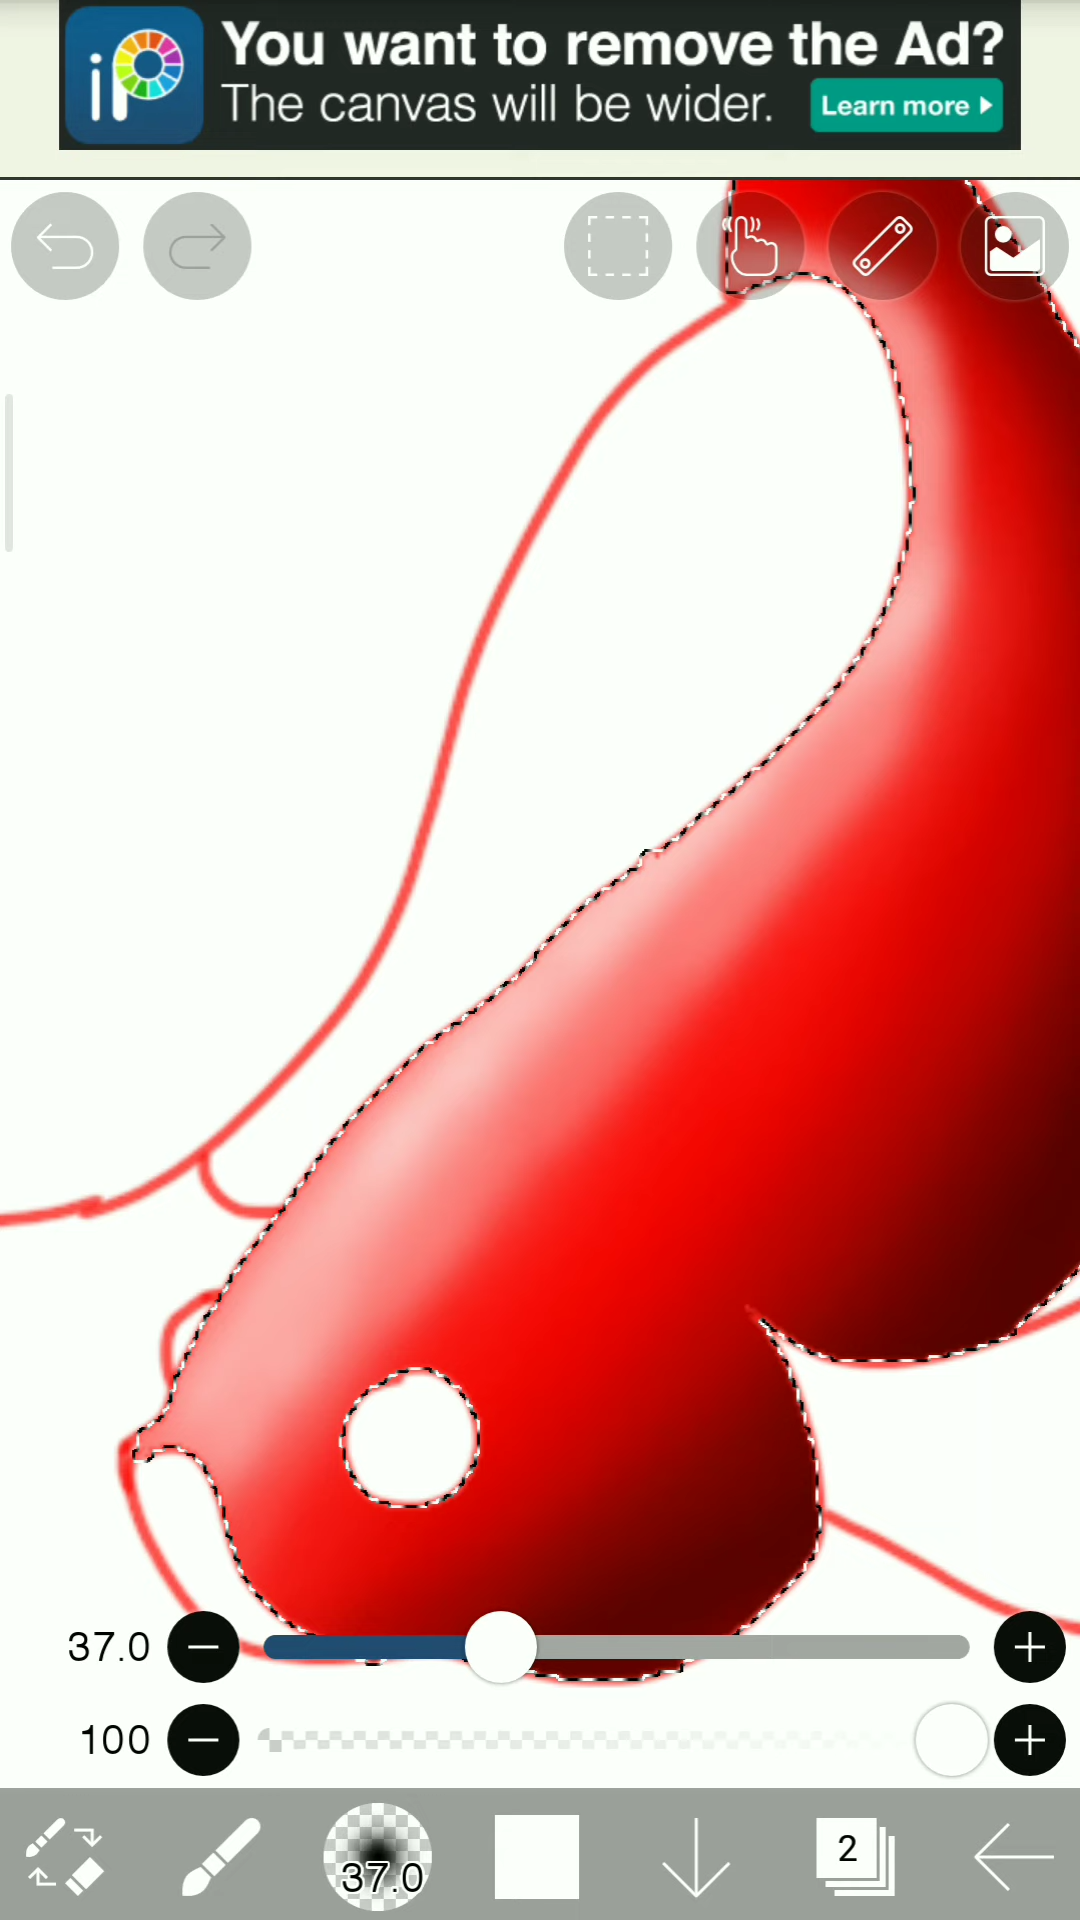 iP
You want to remove the Ad?
The canvas will be wider.
Learn more
37.0
100
37.0
2